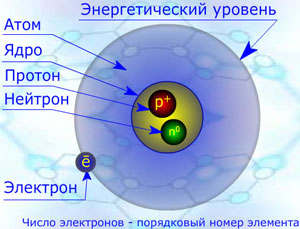 Энергетический уровень
Атом
Ядро
Протон
Нейтрон
p+
n⁰
ē
Электрон
Число электронов - порядковый номер элемента